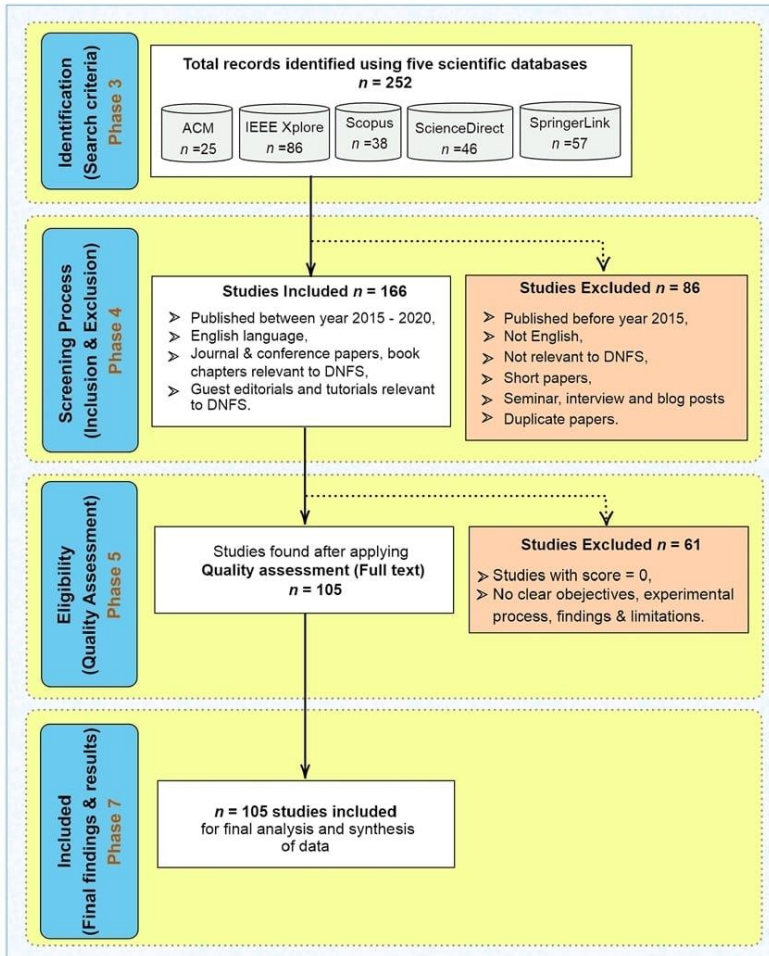 Identification
(Search criteria)
Phase 3
Total records identified using five scientific databases
n = 252
ACM
n =25
IEEE Xplore
n =86
Scopus
n =38
ScienceDirect
n =46
SpringerLink
n =57
Screening Process
(Inclusion & Exclusion)
Phase 4
Studies Included n = 166
➢ Published between year 2015 - 2020,
➢ English language,
➢ Journal & conference papers, book
chapters relevant to DNFS,
➢ Guest editorials and tutorials relevant
to DNFS.
Studies Excluded n = 86
➢ Published before year 2015,
➢ Not English,
➢ Not relevant to DNFS,
➢ Short papers,
➢ Seminar, interview and blog posts
➢ Duplicate papers.
Eligibility
(Quality Assessment)
Phase 5
Studies found after applying
Quality assessment (Full text)
n = 105
Studies Excluded n = 61
➢ Studies with score = 0,
➢ No clear obejectives, experimental
process, findings & limitations.
Included
(Final findings & results)
Phase 7
n = 105 studies included
for final analysis and synthesis
of data